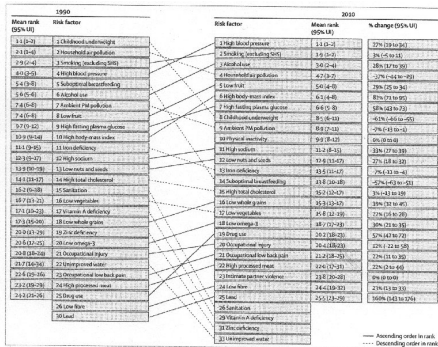 1990
Mean rank (95% UI) Risk factor
1·1 (1–2) 1 Childhood underweight
2·1 (1–4) 2 Household air pollution
2·9 (2–4) 3 Smoking (excluding SHS)
4·0 (3–5) 4 High blood pressure
5·4 (3–8) 5 Suboptimal breastfeeding
5·6 (5–6) 6 Alcohol use
7·4 (6–8) 7 Ambient PM pollution
7·4 (6–8) 8 Low fruit
9·7 (9–12) 9 High fasting plasma glucose
10·9 (9–14) 10 High body-mass index
11·1 (9–15) 11 Iron deficiency
12·3 (9–17) 12 High sodium
13·9 (10–19) 13 Low nuts and seeds
14·1 (11–17) 14 High total cholesterol
16·2 (9–38) 15 Sanitation
16·7 (13–21) 16 Low vegetables
17·1 (10–23) 17 Vitamin A deficiency
17·3 (15–20) 18 Low whole grains
20·0 (13–29) 19 Zinc deficiency
20·6 (17–25) 20 Low omega-3
20·8 (18–24) 21 Occupational injury
21·7 (14–34) 22 Unimproved water
22·6 (19–26) 23 Occupational low back pain
23·2 (19–29) 24 High processed meat
24·2 (21–26) 25 Drug use
26 Low fibre
30 Lead
2010
Risk factor Mean rank (95% UI) % change (95% UI)
1 High blood pressure 1·1 (1–2) 27% (19 to 34)
2 Smoking (excluding SHS) 1·9 (1–2) 3% (–5 to 11)
3 Alcohol use 3·0 (2–4) 28% (17 to 39)
4 Household air pollution 4·7 (3–7) –37% (–44 to –29)
5 Low fruit 5·0 (4–8) 29% (25 to 34)
6 High body-mass index 6·1 (4–8) 82% (71 to 95)
7 High fasting plasma glucose 6·6 (5–8) 58% (43 to 73)
8 Childhood underweight 8·5 (6–11) –61% (–66 to –55)
9 Ambient PM pollution 8·9 (7–11) –7% (–13 to –1)
10 Physical inactivity 9·9 (8–12) 0% (0 to 0)
11 High sodium 11·2 (8–15) 33% (27 to 39)
12 Low nuts and seeds 12·9 (11–17) 27% (18 to 32)
13 Iron deficiency 13·5 (11–17) –7% (–11 to –4)
14 Suboptimal breastfeeding 13·8 (10–18) –57% (–63 to –51)
15 High total cholesterol 15·2 (12–17) 3% (–13 to 19)
16 Low whole grains 15·3 (13–17) 39% (32 to 45)
17 Low vegetables 15·8 (12–19) 22% (16 to 28)
18 Low omega-3 18·7 (17–23) 30% (21 to 35)
19 Drug use 20·2 (18–23) 57% (42 to 72)
20 Occupational injury 20·4 (18–23) 12% (–22 to 58)
21 Occupational low back pain 21·2 (18–25) 22% (11 to 35)
22 High processed meat 22·0 (17–31) 22% (2 to 44)
23 Intimate partner violence 23·8 (20–28) 0% (0 to 0)
24 Low fibre 24·4 (19–32) 23% (13 to 33)
25 Lead 25·5 (23–29) 160% (143 to 176)
26 Sanitation
29 Vitamin A deficiency
31 Zinc deficiency
33 Unimproved water
Ascending order in rank
Descending order in rank